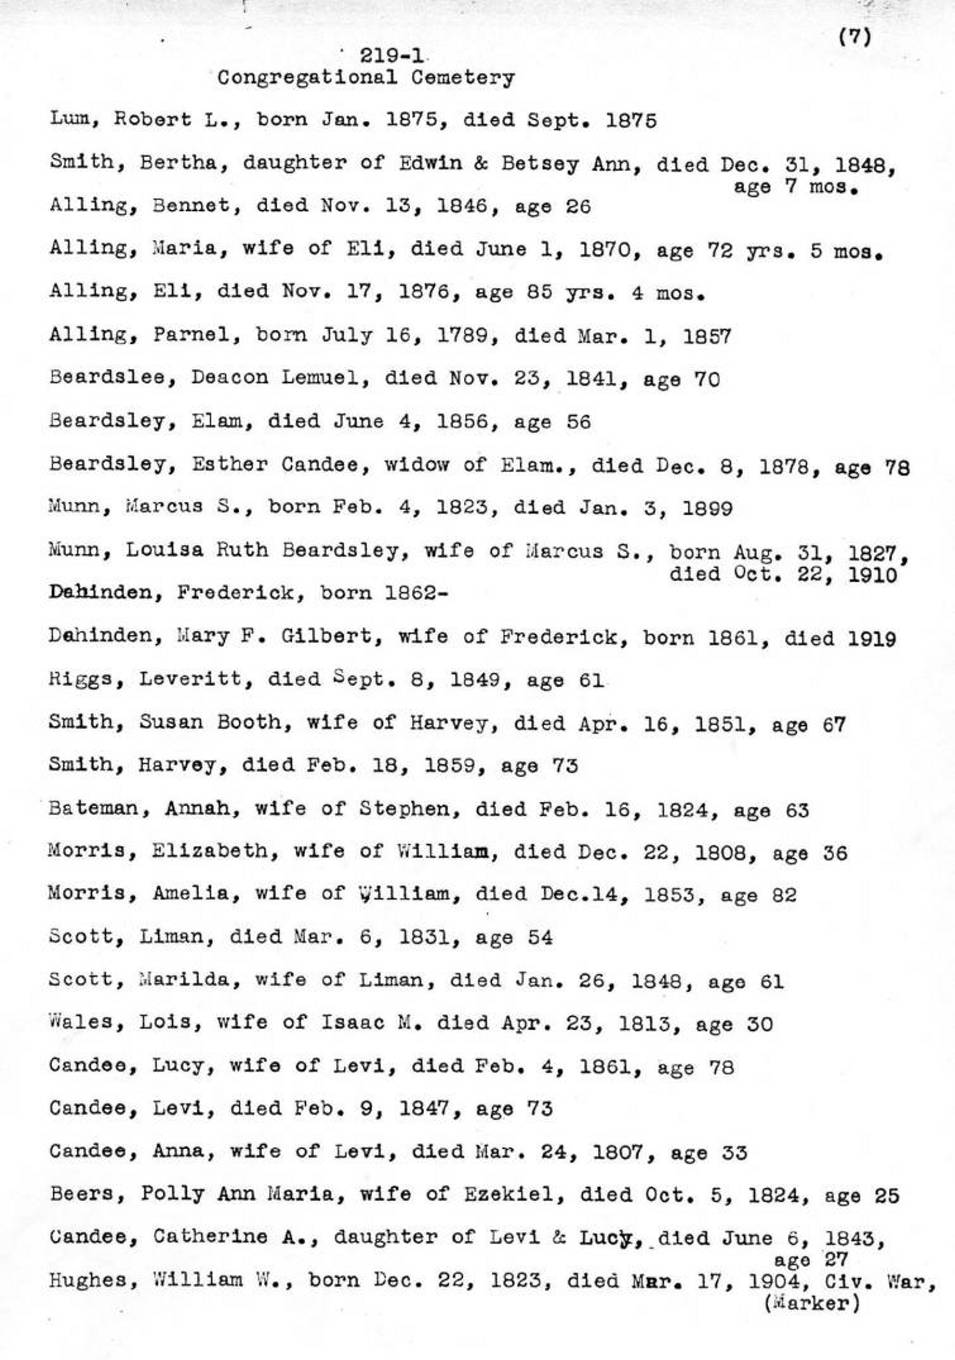 (7)
219-1
Congregational Cemetery
Lum, Robert L., born Jan. 1875, died Sept. 1875
Smith, Bertha, daughter of Edwin & Betsey Ann, died Dec. 31, 1848,
age 7 mos.
Alling, Bennet, died Nov. 13, 1846, age 26
Alling, Maria, wife of Eli, died June 1, 1870, age 72 yrs. 5 mos.
Alling, Eli, died Nov. 17, 1876, age 85 yrs. 4 mos.
Alling, Parnel, born July 16, 1789, died Mar. 1, 1857
Beardslee, Deacon Lemuel, died Nov. 23, 1841, age 70
Beardsley, Elam, died June 4, 1856, age 56
Beardsley, Esther Candee, widow of Elam., died Dec. 8, 1878, age 78
Munn, Marcus S., born Feb. 4, 1823, died Jan. 3, 1899
Munn, Louisa Ruth Beardsley, wife of Marcus S., born Aug. 31, 1827,
died Oct. 22, 1910
Dahinden, Frederick, born 1862-
Dahinden, Mary F. Gilbert, wife of Frederick, born 1861, died 1919
Riggs, Leveritt, died Sept. 8, 1849, age 61
Smith, Susan Booth, wife of Harvey, died Apr. 16, 1851, age 67
Smith, Harvey, died Feb. 18, 1859, age 73
Bateman, Annah, wife of Stephen, died Feb. 16, 1824, age 63
Morris, Elizabeth, wife of William, died Dec. 22, 1808, age 36
Morris, Amelia, wife of William, died Dec.14, 1853, age 82
Scott, Liman, died Mar. 6, 1831, age 54
Scott, Marilda, wife of Liman, died Jan. 26, 1848, age 61
Wales, Lois, wife of Isaac M. died Apr. 23, 1813, age 30
Candee, Lucy, wife of Levi, died Feb. 4, 1861, age 78
Candee, Levi, died Feb. 9, 1847, age 73
Candee, Anna, wife of Levi, died Mar. 24, 1807, age 33
Beers, Polly Ann Maria, wife of Ezekiel, died Oct. 5, 1824, age 25
Candee, Catherine A., daughter of Levi & Lucy, died June 6, 1843,
age 27
Hughes, William W., born Dec. 22, 1823, died Mar. 17, 1904, Civ. War,
(Marker)